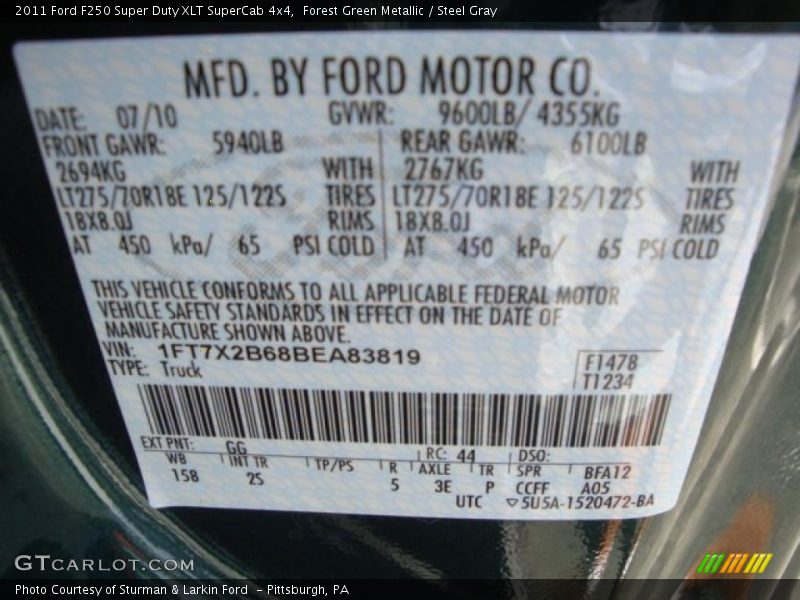 2011 Ford F250 Super Duty XLT SuperCab 4x4, Forest Green Metallic / Steel Gray
MFD. BY FORD MOTOR CO.
DATE: 07/10 GVWR: 9600LB/ 4355KG
FRONT GAWR: 5940LB REAR GAWR: 6100LB
2694KG WITH 2767KG WITH
LT275/70R18E 125/122S TIRES LT275/70R18E 125/122S TIRES
18X8.0J RIMS 18X8.0J RIMS
AT 450 kPa/ 65 PSI COLD AT 450 kPa/ 65 PSI COLD
THIS VEHICLE CONFORMS TO ALL APPLICABLE FEDERAL MOTOR
VEHICLE SAFETY STANDARDS IN EFFECT ON THE DATE OF
MANUFACTURE SHOWN ABOVE.
VIN: 1FT7X2B68BEA83819
TYPE: Truck
F1478
T1234
EXT PNT: GG RC: 44 DSO:
WB INT TR TP/PS R AXLE TR SPR BFA12
158 2S 5 3E P CCFF A05
UTC ▽5U5A-1520472-BA
GTCARLOT.COM
Photo Courtesy of Sturman & Larkin Ford - Pittsburgh, PA